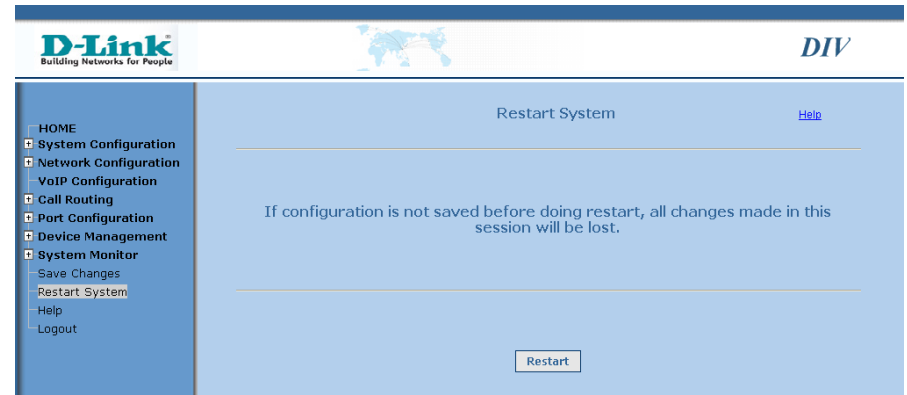 D-Link
Building Networks for People
DIV
HOME
System Configuration
Network Configuration
VoIP Configuration
Call Routing
Port Configuration
Device Management
System Monitor
Save Changes
Restart System
Help
Logout
Restart System
Help
If configuration is not saved before doing restart, all changes made in this
session will be lost.
Restart